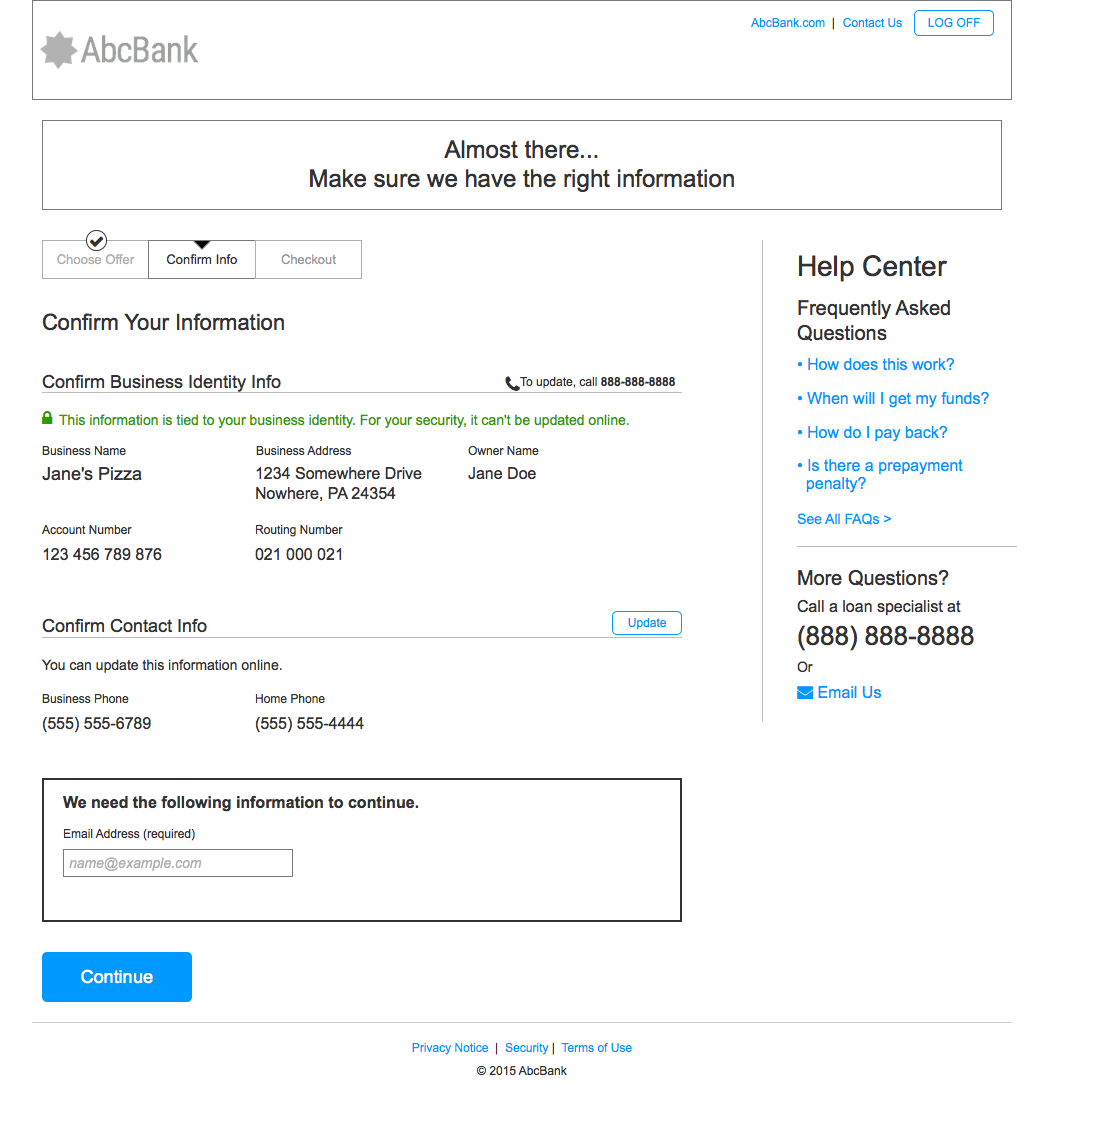 AbcBank
AbcBank.com | Contact Us LOG OFF
Almost there...
Make sure we have the right information
Choose Offer Confirm Info Checkout
Confirm Your Information
Confirm Business Identity Info To update, call 888-888-8888
This information is tied to your business identity. For your security, it can't be updated online.
Business Name Business Address Owner Name
Jane's Pizza 1234 Somewhere Drive Jane Doe
Nowhere, PA 24354
Account Number Routing Number
123 456 789 876 021 000 021
Confirm Contact Info Update
You can update this information online.
Business Phone Home Phone
(555) 555-6789 (555) 555-4444
We need the following information to continue.
Email Address (required)
name@example.com
Continue
Help Center
Frequently Asked
Questions
• How does this work?
• When will I get my funds?
• How do I pay back?
• Is there a prepayment
penalty?
See All FAQs >
More Questions?
Call a loan specialist at
(888) 888-8888
Or
Email Us
Privacy Notice | Security | Terms of Use
© 2015 AbcBank